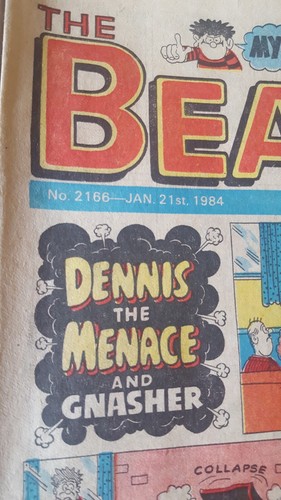 THE
MY
BEA
No. 2166—JAN. 21st, 1984
DENNIS
THE
MENACE
AND
GNASHER
COLLAPSE